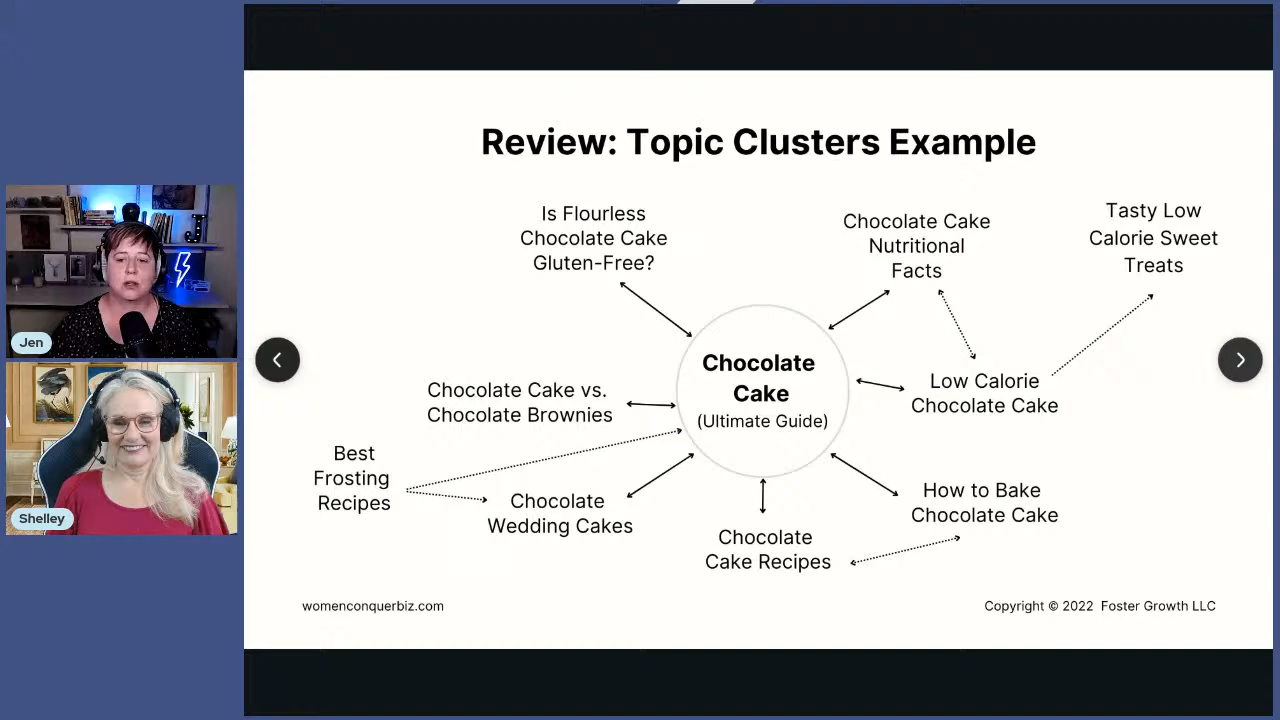 Review: Topic Clusters Example
Is Flourless
Chocolate Cake
Gluten-Free?
Chocolate Cake
Nutritional
Facts
Tasty Low
Calorie Sweet
Treats
Chocolate
Cake
(Ultimate Guide)
Chocolate Cake vs.
Chocolate Brownies
Low Calorie
Chocolate Cake
Best
Frosting
Recipes
Chocolate
Wedding Cakes
Chocolate
Cake Recipes
How to Bake
Chocolate Cake
womenconquerbiz.com
Copyright © 2022 Foster Growth LLC
J
Jen
Shelley